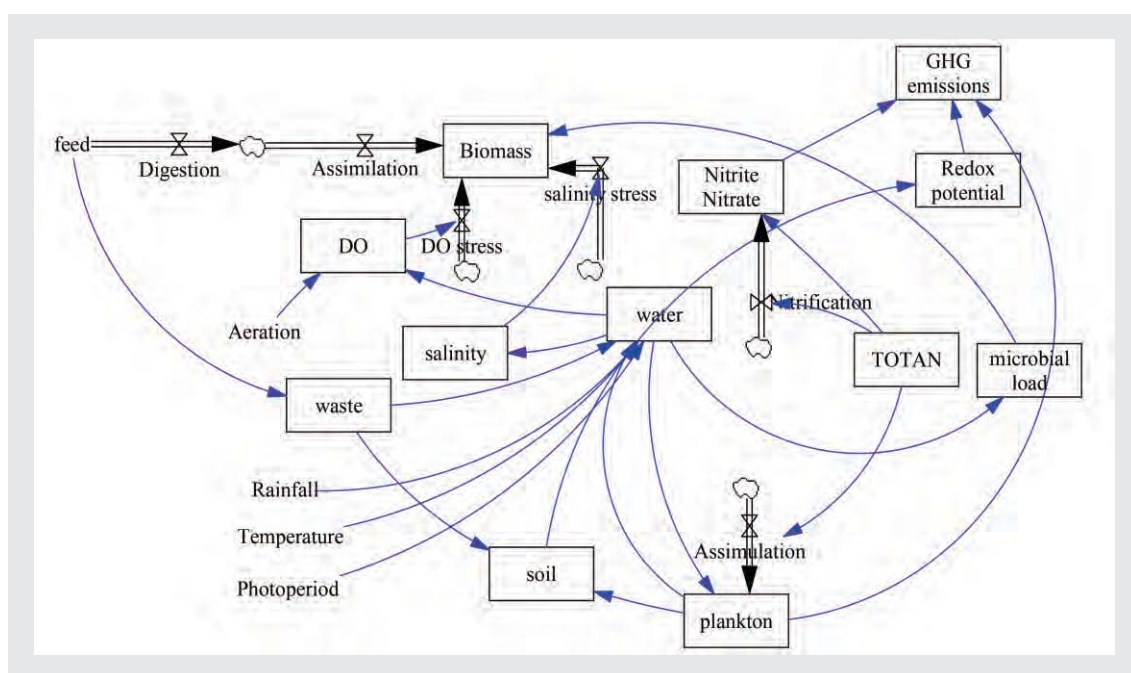 GHG
emissions
feed
Digestion
Assimilation
Biomass
salinity stress
Nitrite
Nitrate
Redox
potential
DO
DO stress
Aeration
water
Nitrification
salinity
TOTAN
microbial
load
waste
Rainfall
Temperature
Photoperiod
soil
Assimulation
plankton